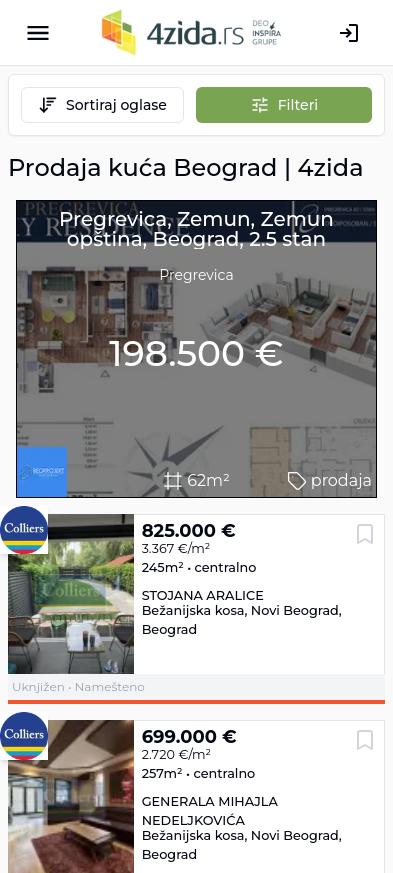 4zida.rs
DEO
INSPIRA
GRUPE
Sortiraj oglase
Filteri
Prodaja kuća Beograd | 4zida
Pregrevica, Zemun, Zemun
opština, Beograd, 2.5 stan
Pregrevica
198.500 €
62m²
prodaja
Colliers
825.000 €
3.367 €/m²
245m² • centralno
STOJANA ARALICE
Bežanijska kosa, Novi Beograd,
Beograd
Uknjižen • Namešteno
Colliers
699.000 €
2.720 €/m²
257m² • centralno
GENERALA MIHAJLA
NEDELJKOVIĆA
Bežanijska kosa, Novi Beograd,
Beograd